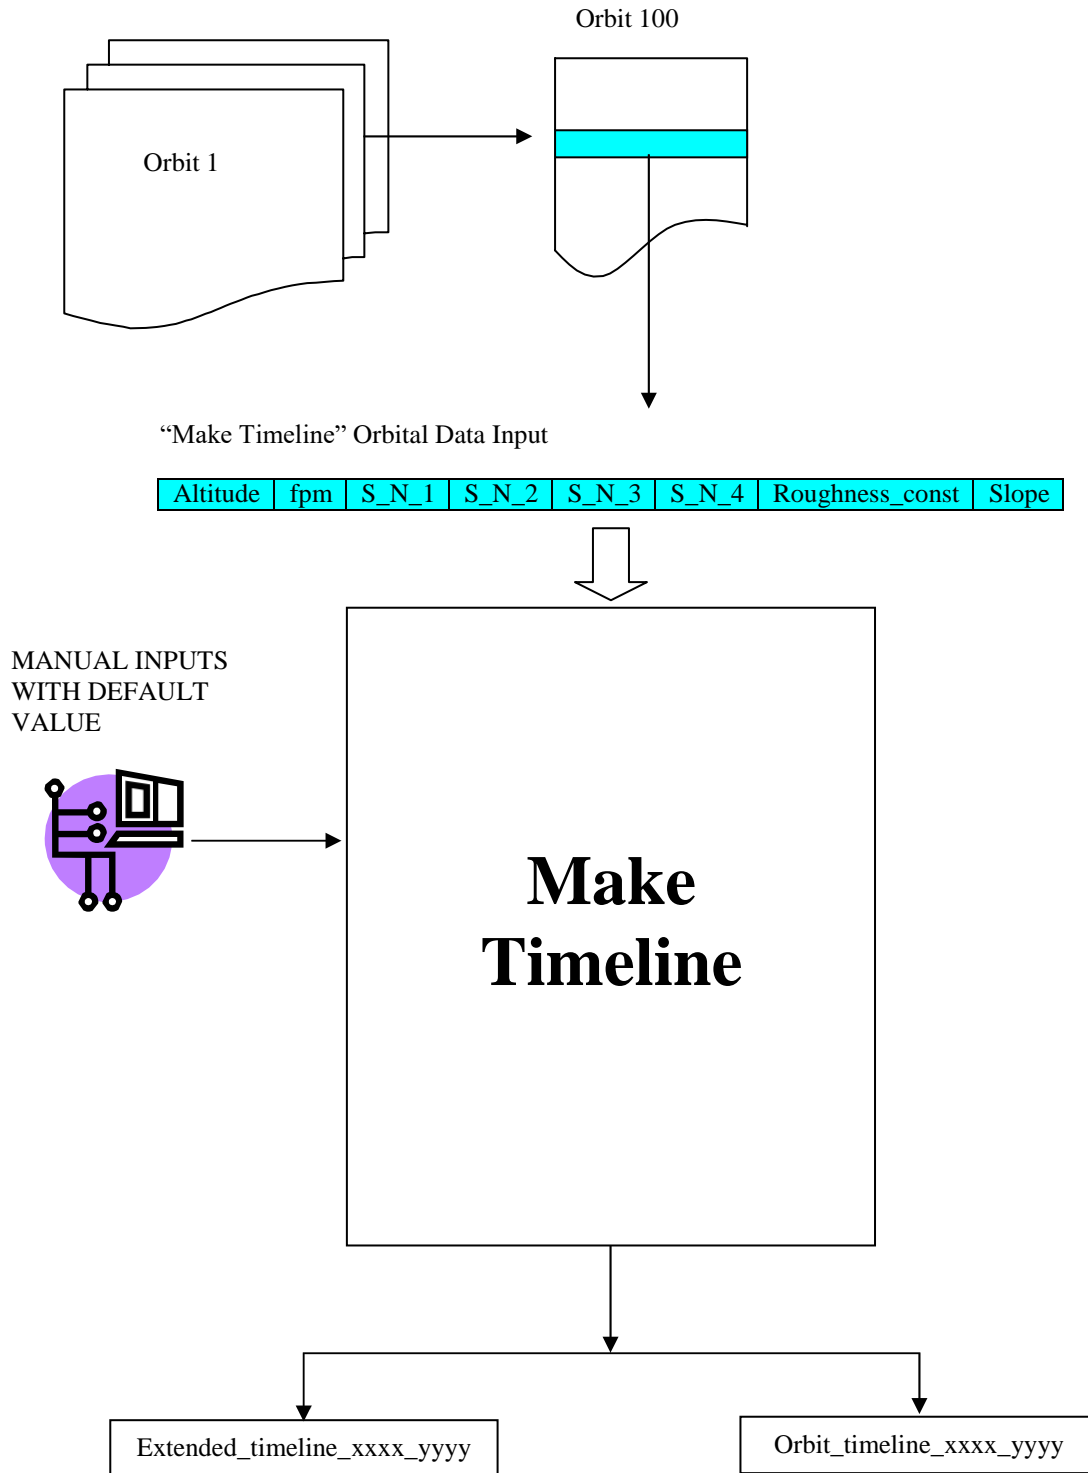 Orbit 100
Orbit 1
“Make Timeline” Orbital Data Input
Altitude fpm S_N_1 S_N_2 S_N_3 S_N_4 Roughness_const Slope
MANUAL INPUTS
WITH DEFAULT
VALUE
Make
Timeline
Extended_timeline_xxxx_yyyy
Orbit_timeline_xxxx_yyyy